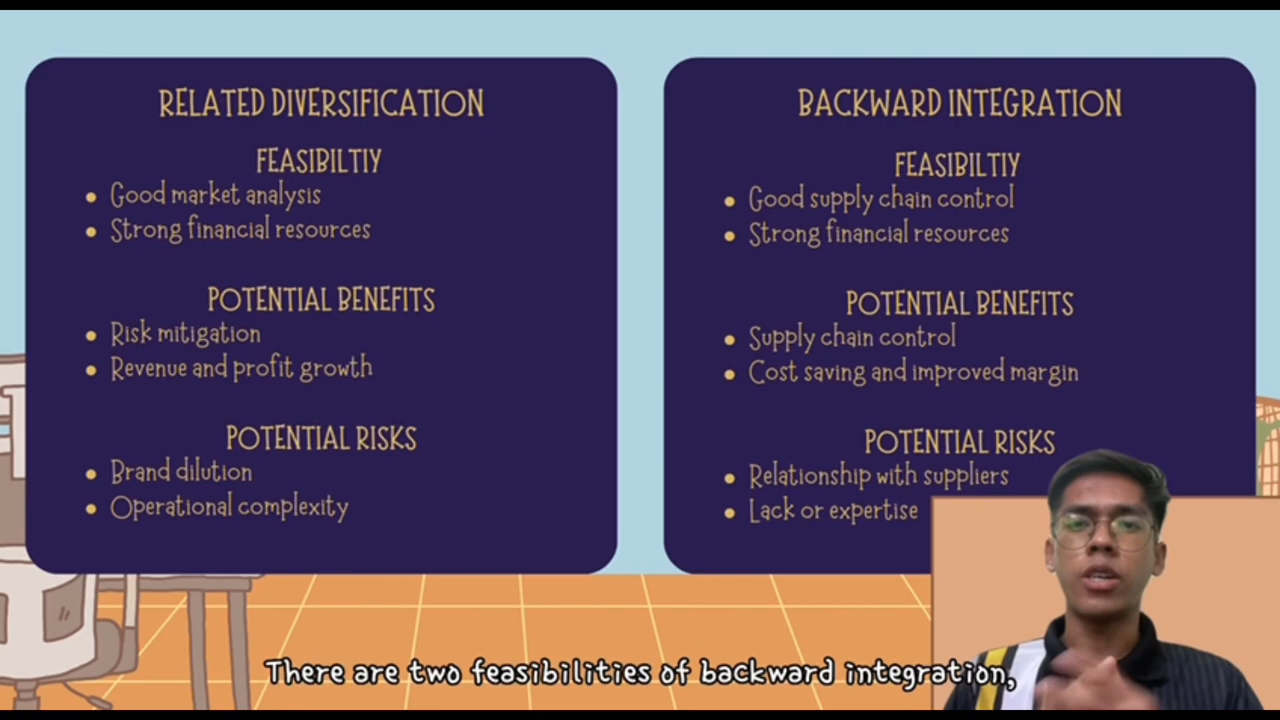 RELATED DIVERSIFICATION
FEASIBILTIY
Good market analysis
Strong financial resources
POTENTIAL BENEFITS
Risk mitigation
Revenue and profit growth
POTENTIAL RISKS
Brand dilution
Operational complexity
BACKWARD INTEGRATION
FEASIBILTIY
Good supply chain control
Strong financial resources
POTENTIAL BENEFITS
Supply chain control
Cost saving and improved margin
POTENTIAL RISKS
Relationship with suppliers
Lack or expertise
There are two feasibilities of backward integration,